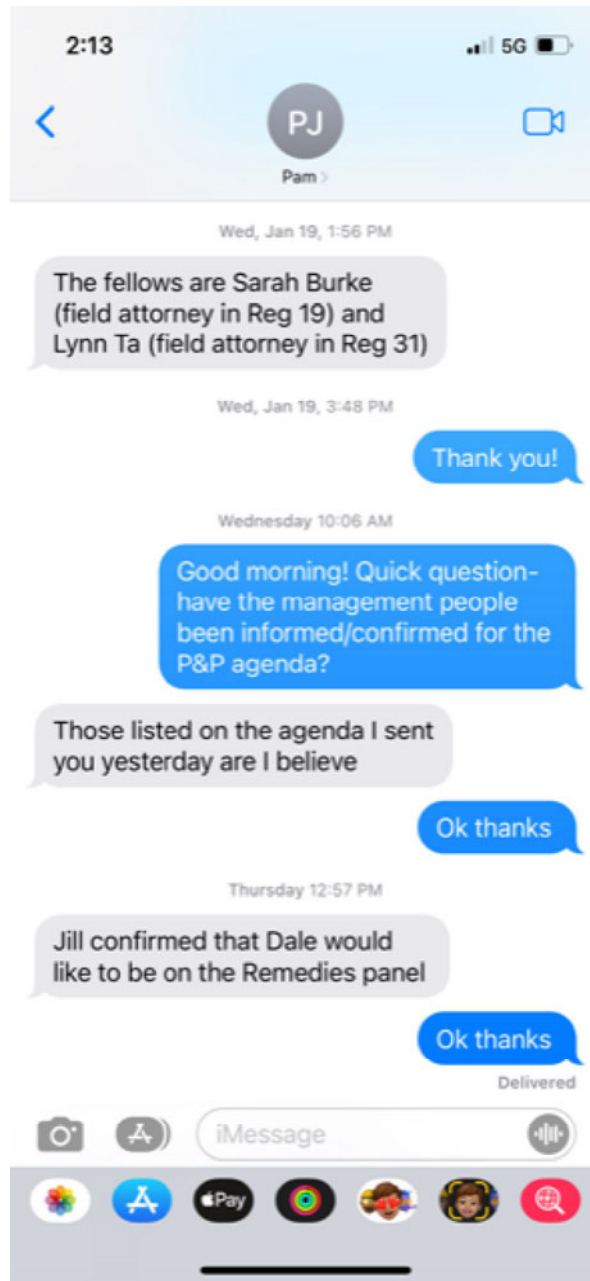 2:13
5G
PJ
Pam
Wed, Jan 19, 1:56 PM
The fellows are Sarah Burke
(field attorney in Reg 19) and
Lynn Ta (field attorney in Reg 31)
Wed, Jan 19, 3:48 PM
Thank you!
Wednesday 10:06 AM
Good morning! Quick question-
have the management people
been informed/confirmed for the
P&P agenda?
Those listed on the agenda I sent
you yesterday are I believe
Ok thanks
Thursday 12:57 PM
Jill confirmed that Dale would
like to be on the Remedies panel
Ok thanks
Delivered
iMessage
Pay